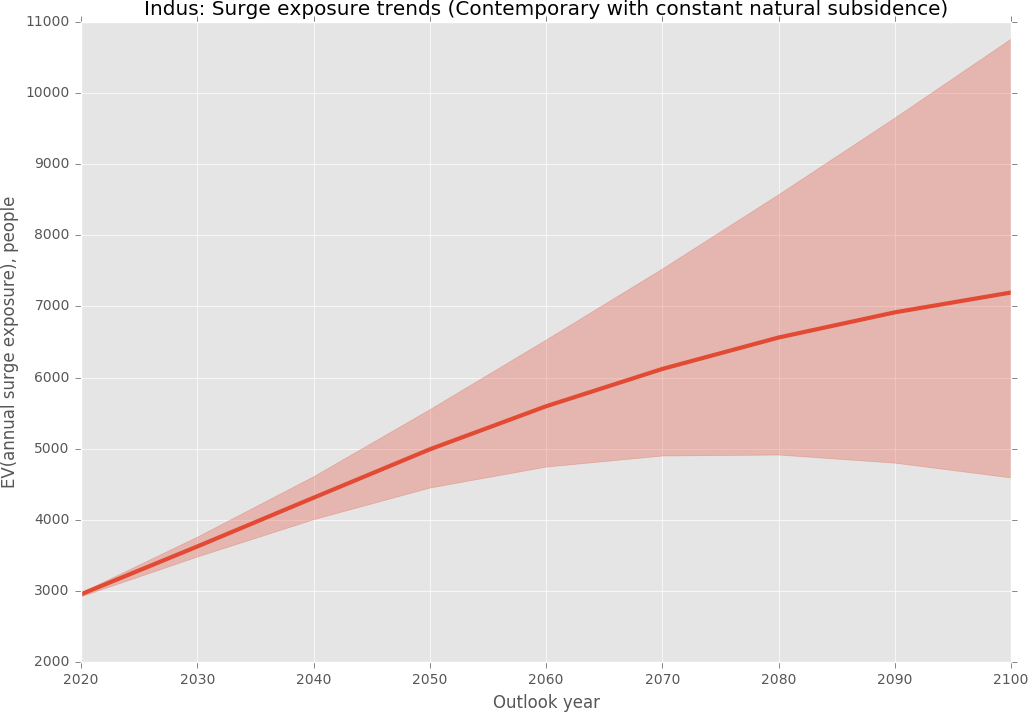 Indus: Surge exposure trends (Contemporary with constant natural subsidence)
11000
10000
9000
8000
7000
6000
5000
4000
3000
2000
EV(annual surge exposure), people
2020 2030 2040 2050 2060 2070 2080 2090 2100
Outlook year